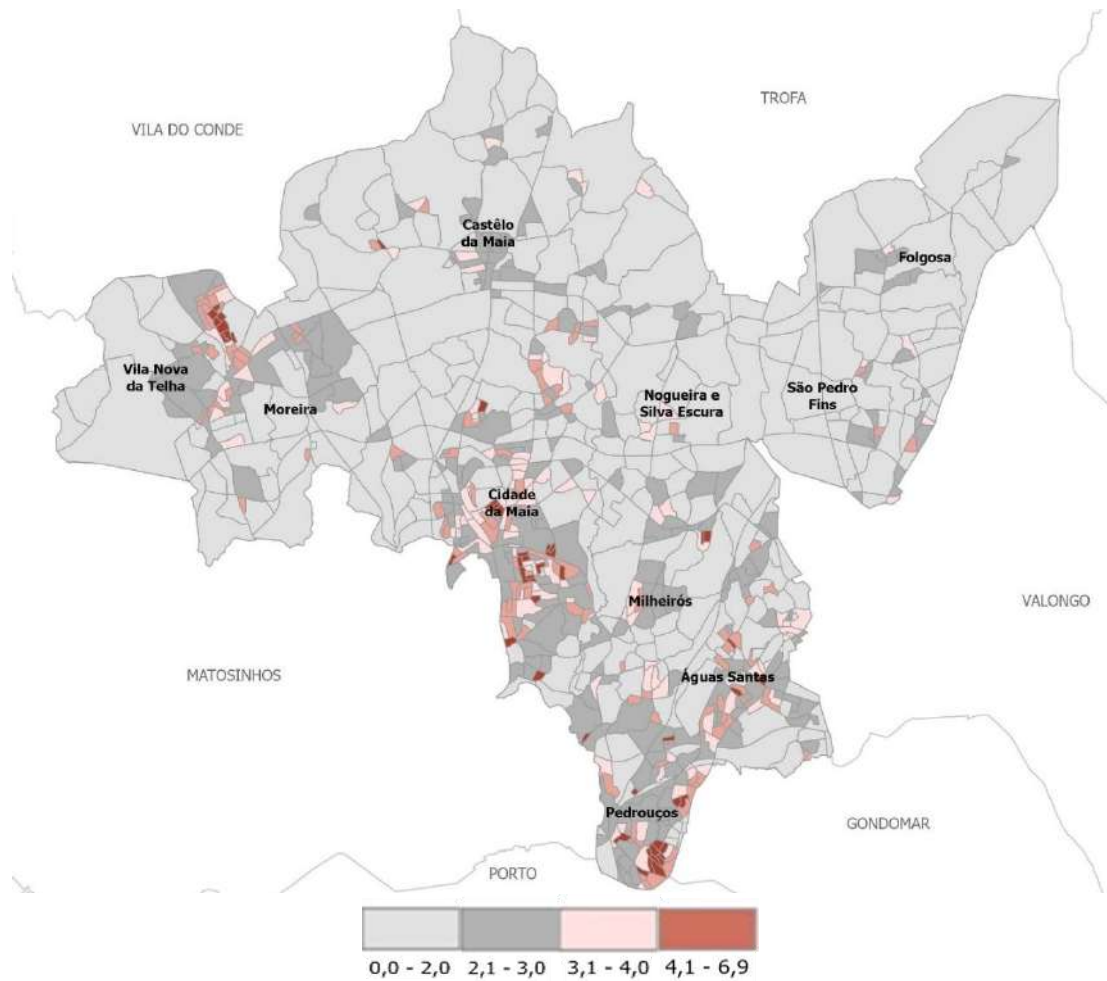 TROFA
VILA DO CONDE
Castêlo
da Maia
Folgosa
Vila Nova
da Telha
Moreira
Nogueira e
Silva Escura
São Pedro
Fins
Cidade
da Maia
Milheirós
VALONGO
MATOSINHOS
Águas Santas
Pedrouços
GONDOMAR
PORTO
0,0 - 2,0 2,1 - 3,0 3,1 - 4,0 4,1 - 6,9